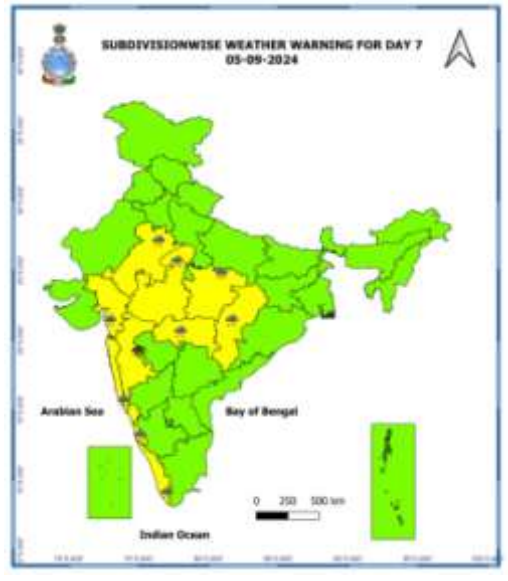 SUBDIVISIONWISE WEATHER WARNING FOR DAY 7
05-09-2024
Arabian Sea
Bay of Bengal
0 250 500 km
Indian Ocean